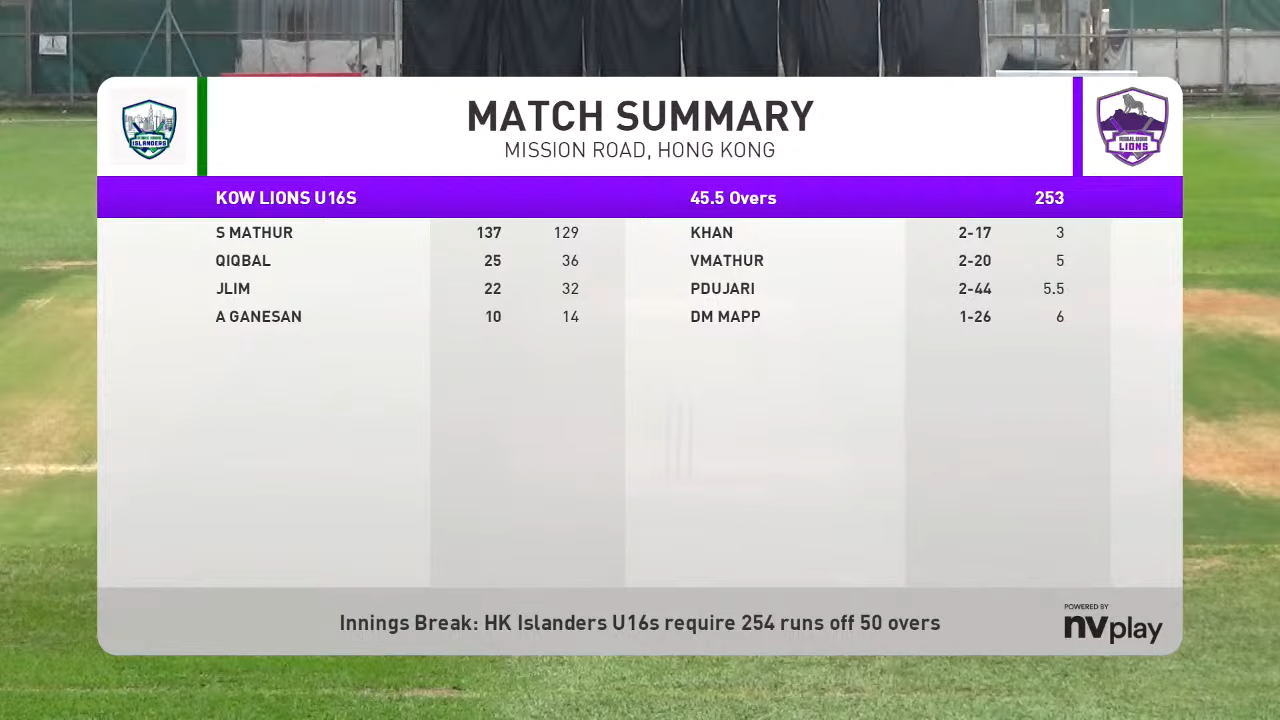 MATCH SUMMARY
MISSION ROAD, HONG KONG
ISLANDERS
LIONS
KOW LIONS U16S 45.5 Overs 253
S MATHUR 137 129 KHAN 2-17 3
QIQBAL 25 36 VMATHUR 2-20 5
JLIM 22 32 PDUJARI 2-44 5.5
A GANESAN 10 14 DM MAPP 1-26 6
Innings Break: HK Islanders U16s require 254 runs off 50 overs
POWERED BY
nvplay